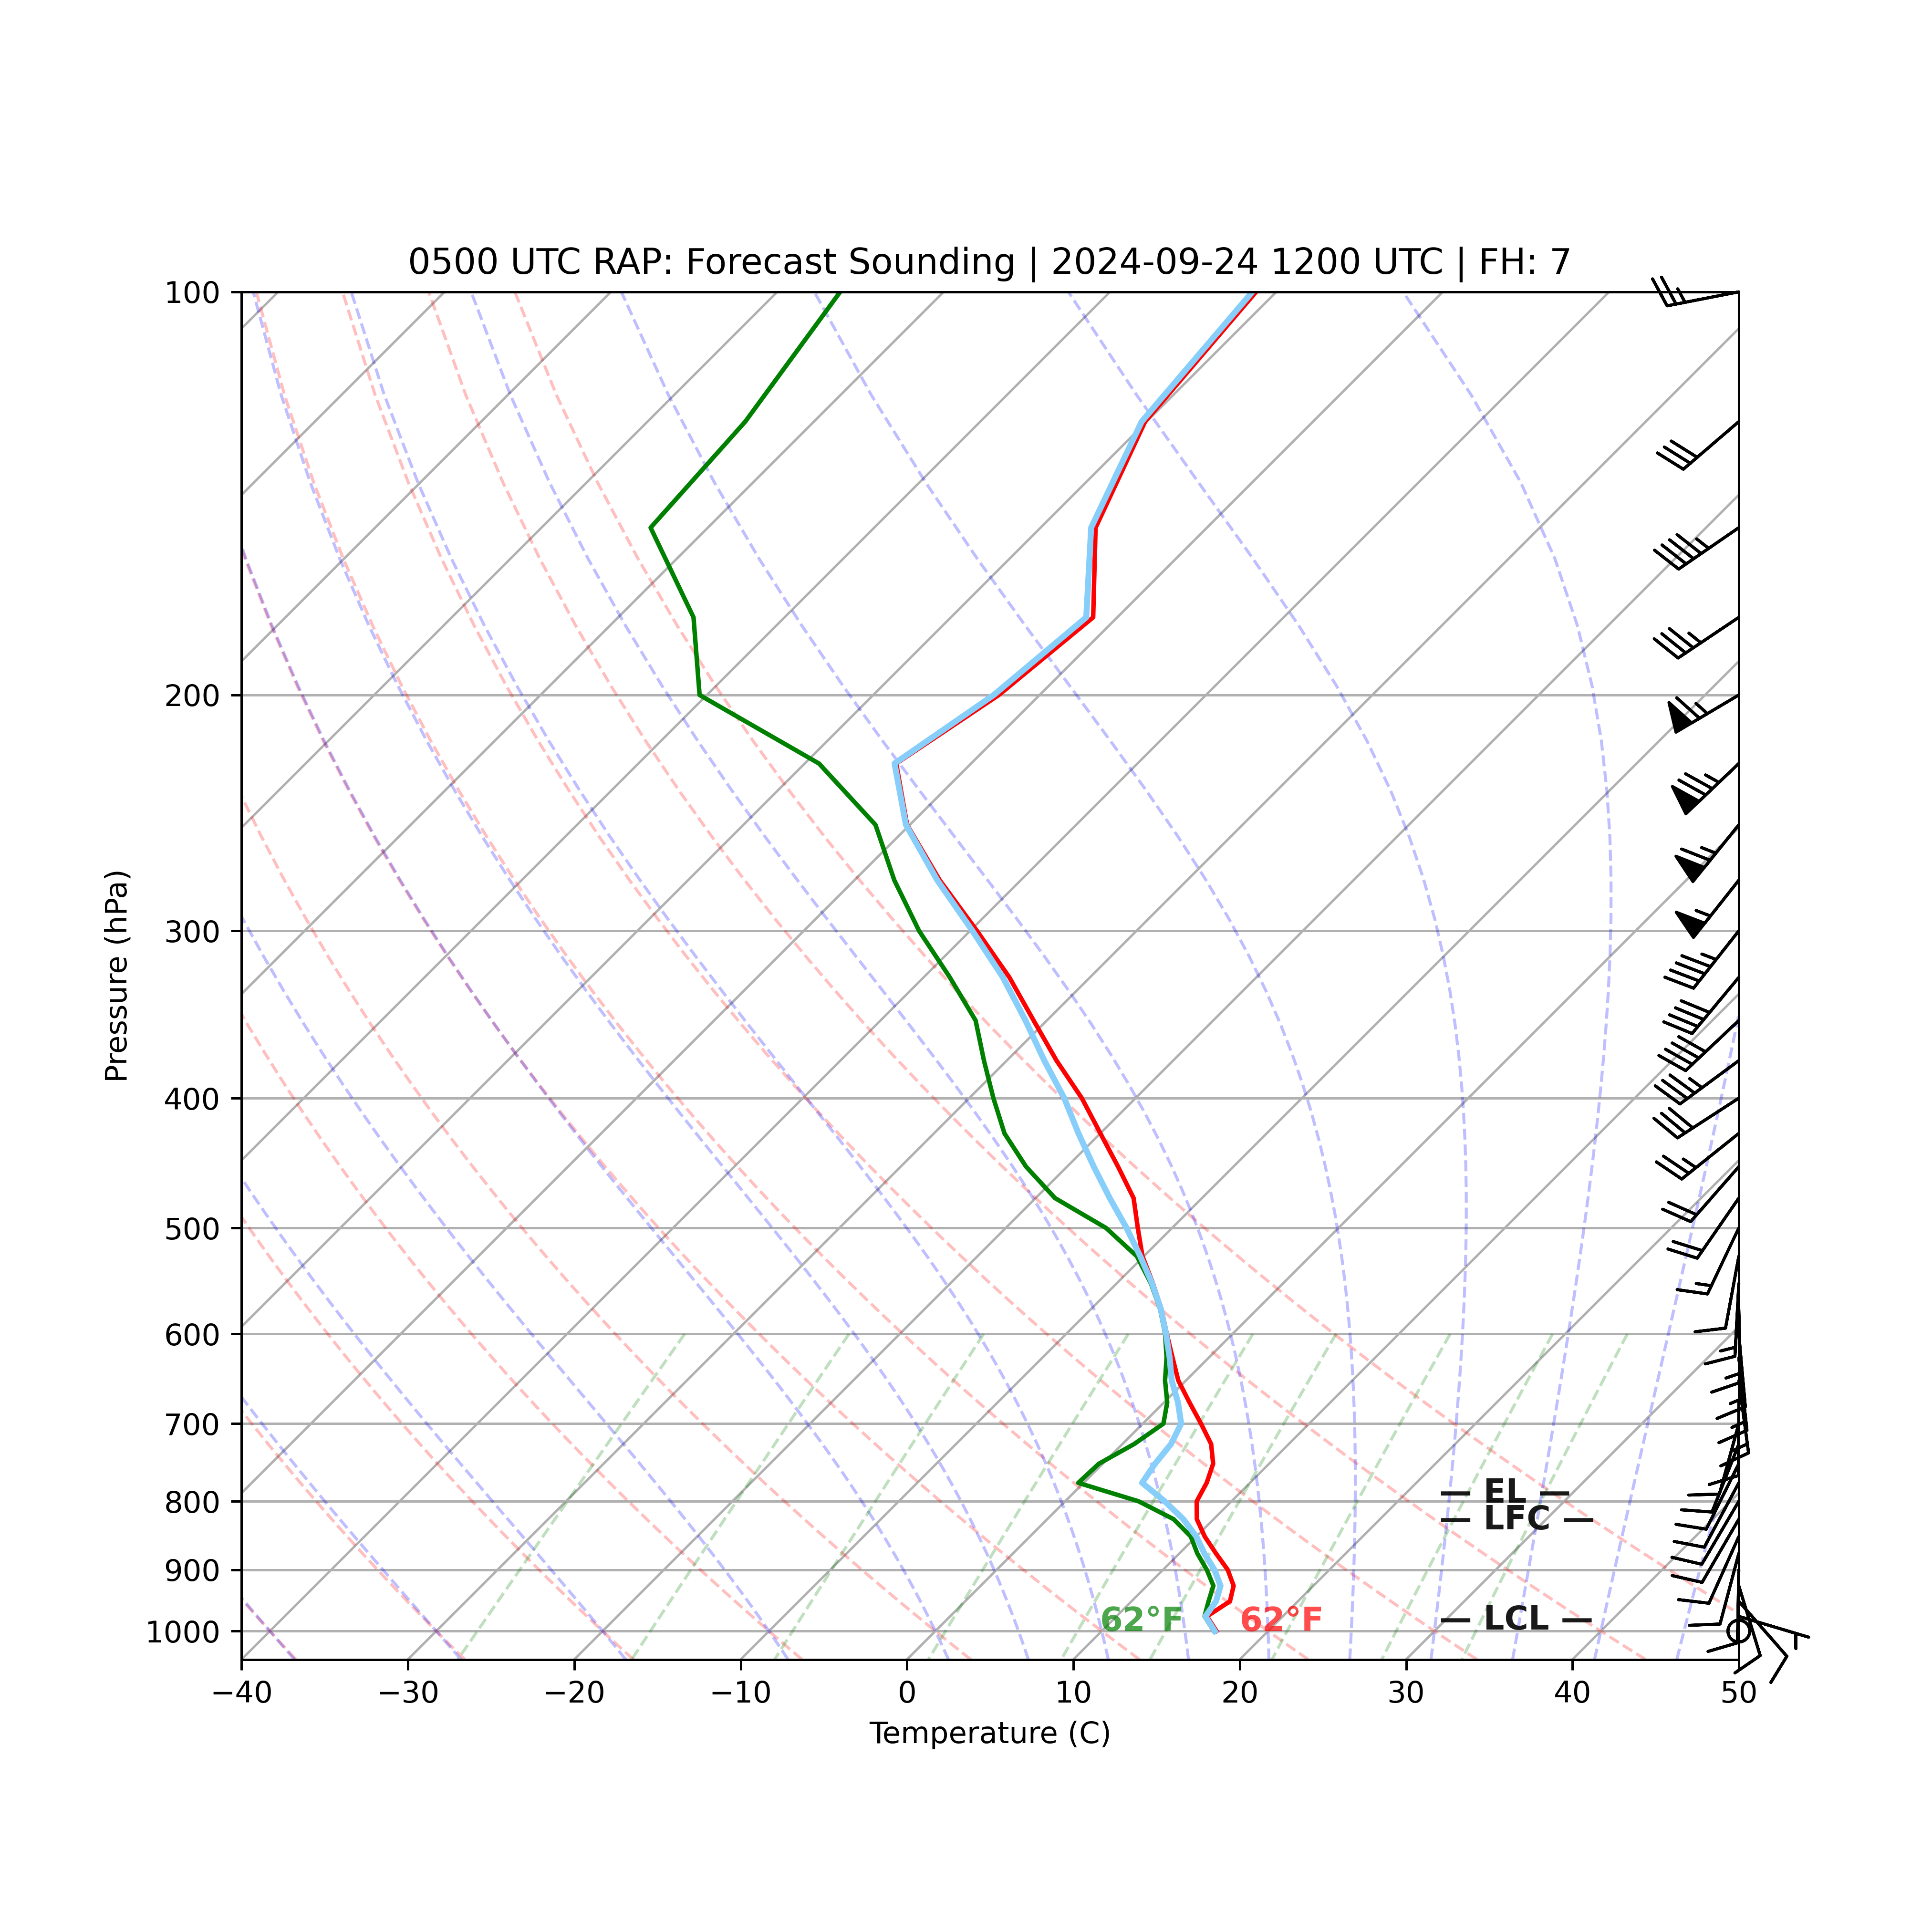 0500 UTC RAP: Forecast Sounding | 2024-09-24 1200 UTC | FH: 7
100
200
300
400
500
600
700
800
900
1000
Pressure (hPa)
— EL —
— LFC —
— LCL —
62°F 62°F
−40 −30 −20 −10 0 10 20 30 40 50
Temperature (C)